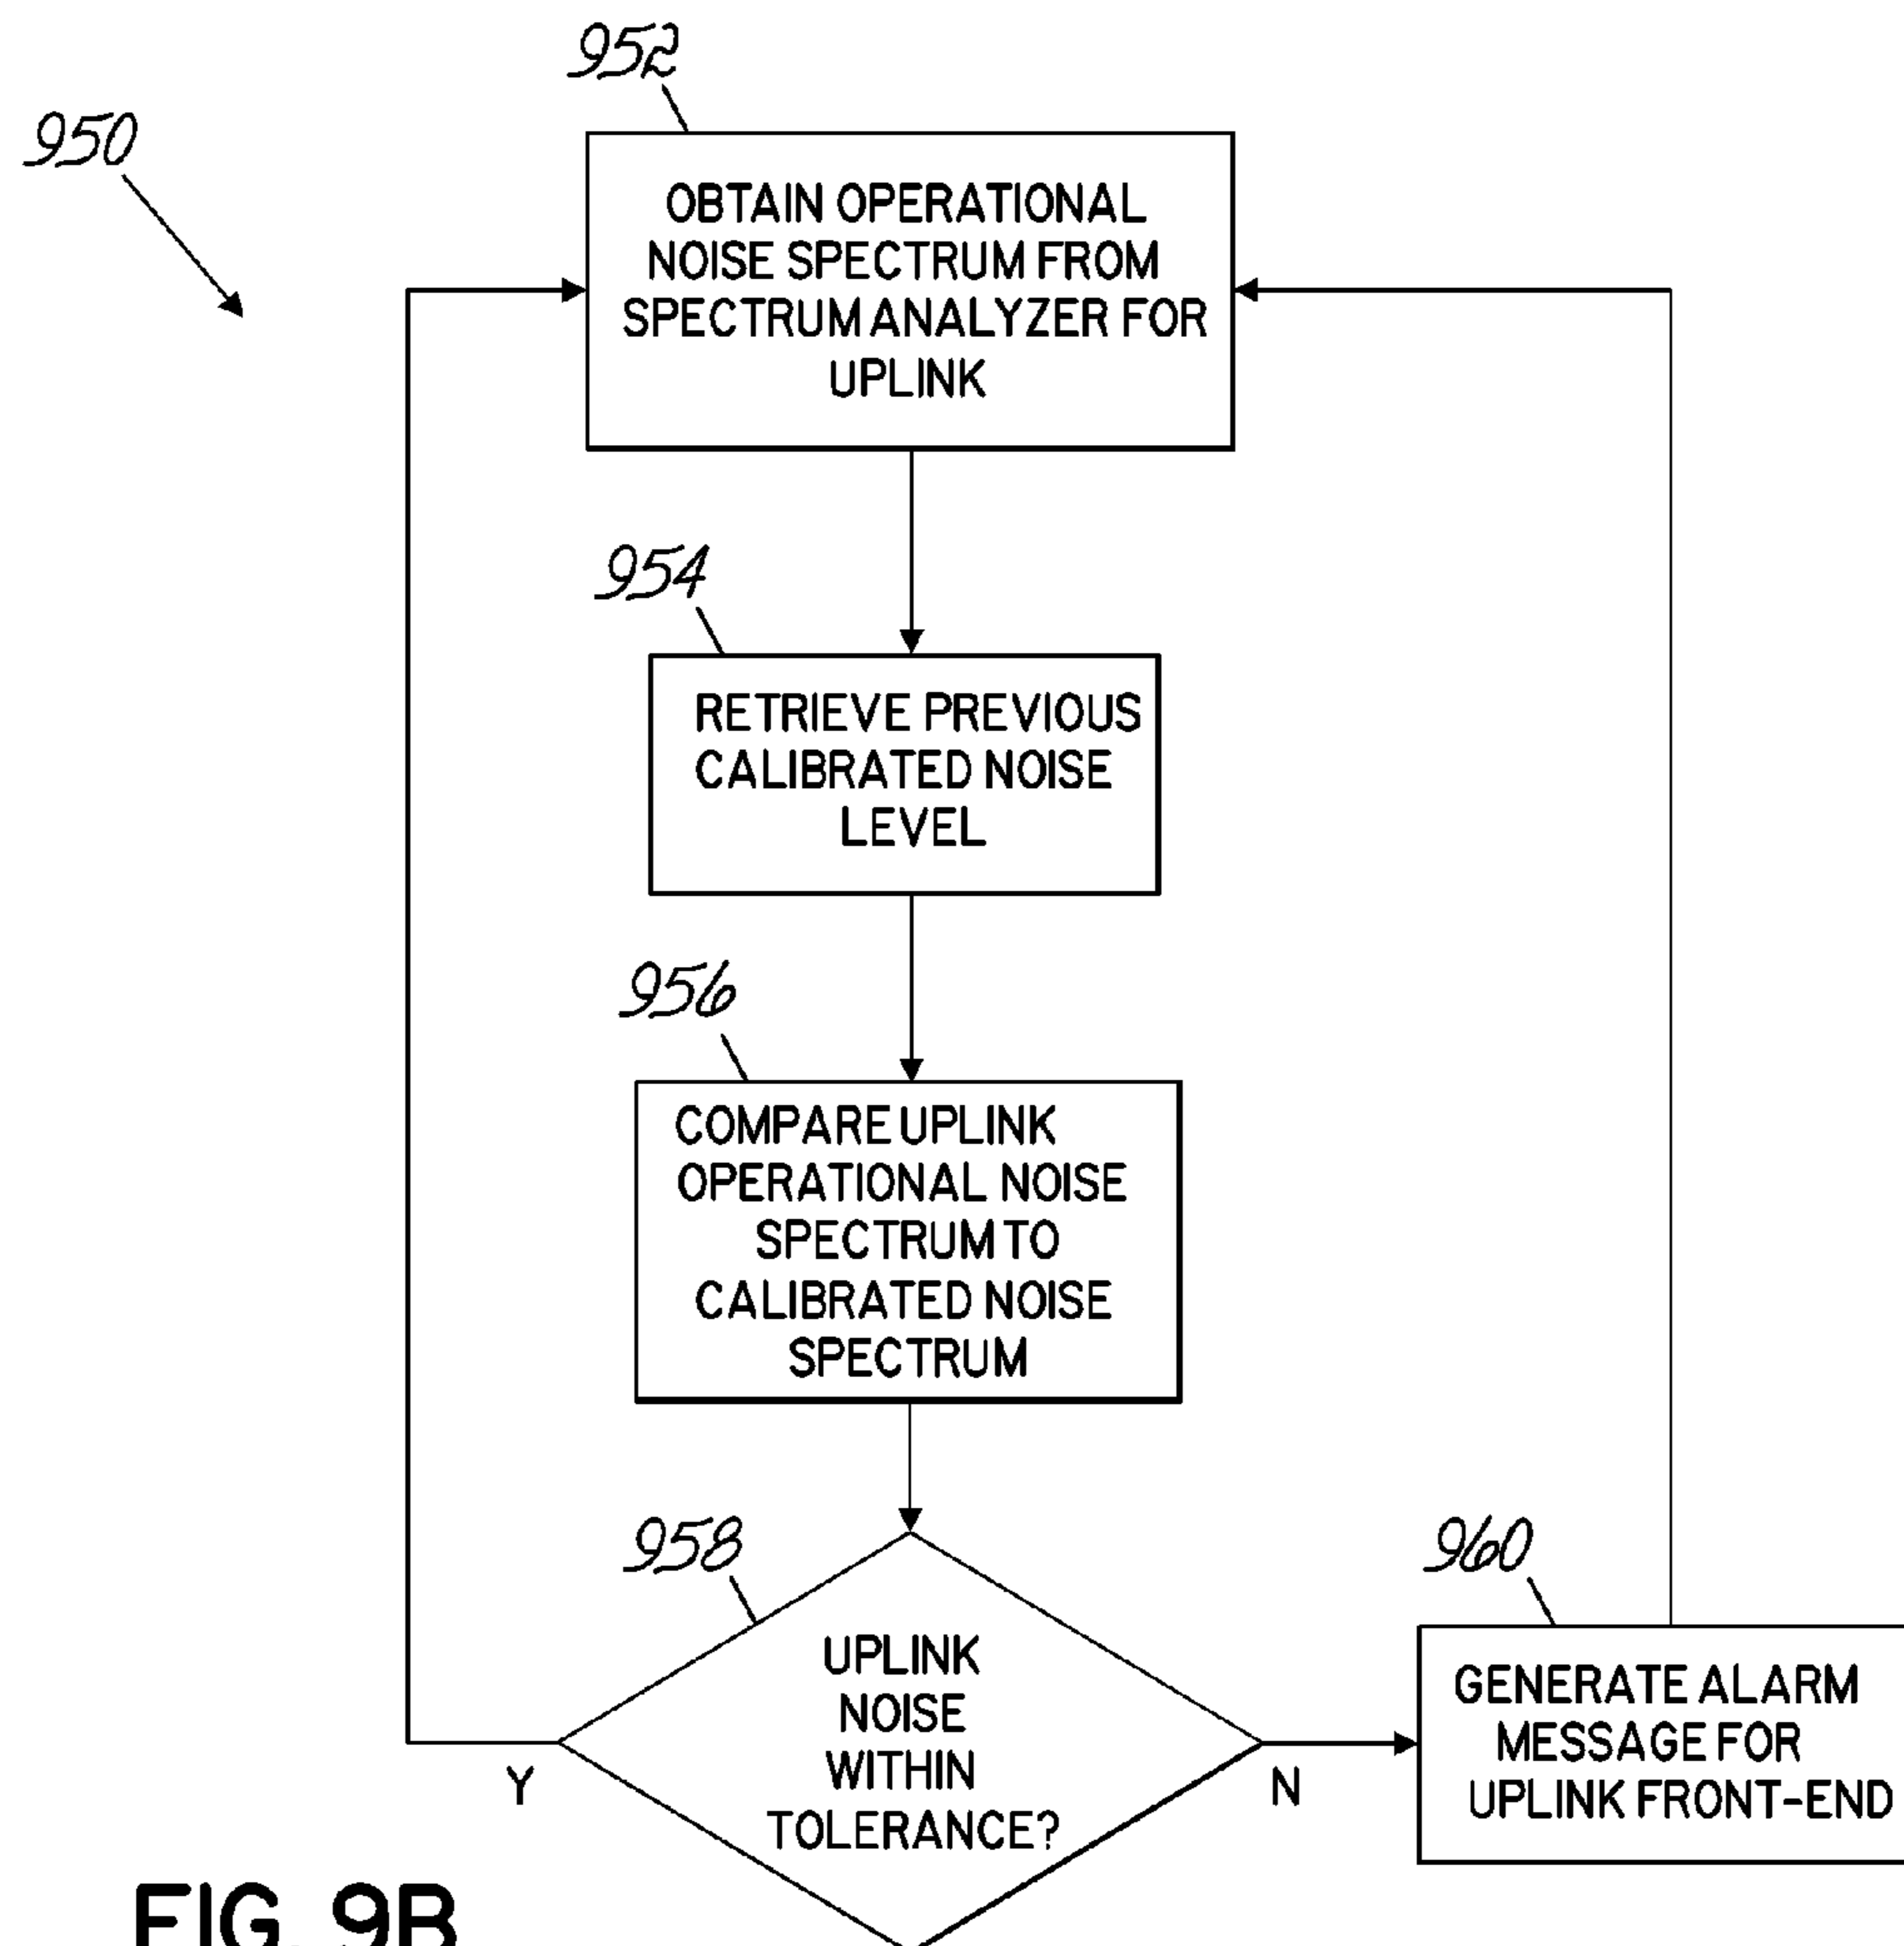 952
950
OBTAIN OPERATIONAL
NOISE SPECTRUM FROM
SPECTRUM ANALYZER FOR
UPLINK
954
RETRIEVE PREVIOUS
CALIBRATED NOISE
LEVEL
956
COMPARE UPLINK
OPERATIONAL NOISE
SPECTRUM TO
CALIBRATED NOISE
SPECTRUM
958
UPLINK
NOISE
WITHIN
TOLERANCE?
Y
N
960
GENERATE ALARM
MESSAGE FOR
UPLINK FRONT-END
FIG. 9B